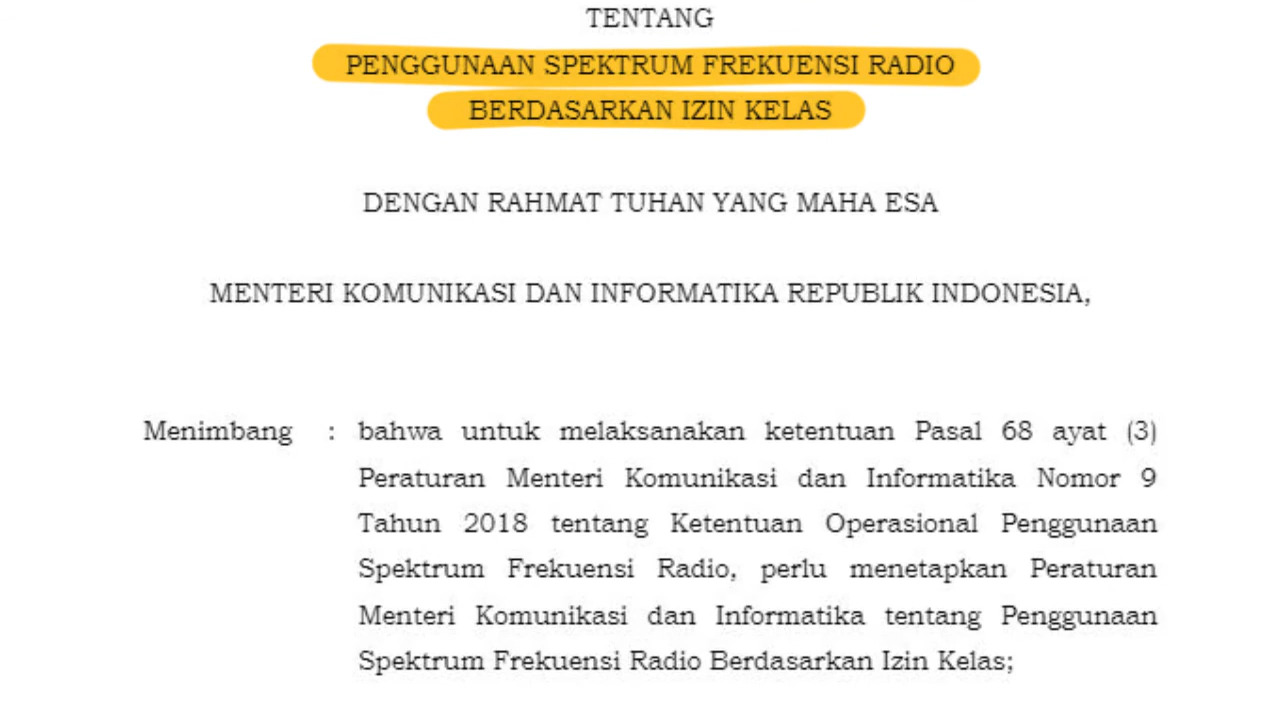 TENTANG
PENGGUNAAN SPEKTRUM FREKUENSI RADIO
BERDASARKAN IZIN KELAS
DENGAN RAHMAT TUHAN YANG MAHA ESA
MENTERI KOMUNIKASI DAN INFORMATIKA REPUBLIK INDONESIA,
Menimbang : bahwa untuk melaksanakan ketentuan Pasal 68 ayat (3)
Peraturan Menteri Komunikasi dan Informatika Nomor 9
Tahun 2018 tentang Ketentuan Operasional Penggunaan
Spektrum Frekuensi Radio, perlu menetapkan Peraturan
Menteri Komunikasi dan Informatika tentang Penggunaan
Spektrum Frekuensi Radio Berdasarkan Izin Kelas;